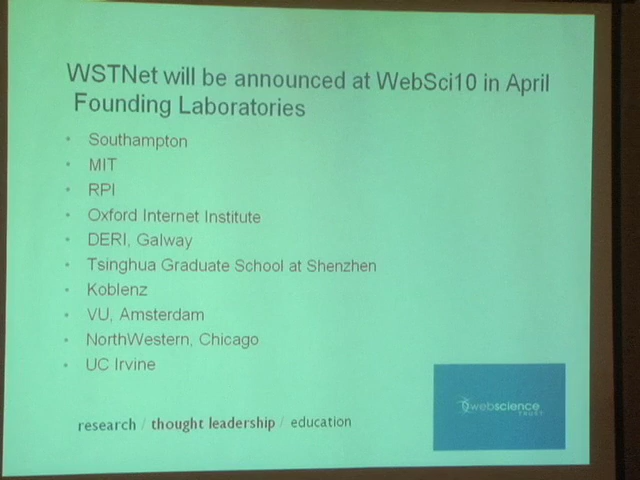 WSTNet will be announced at WebSci10 in April
Founding Laboratories
• Southampton
• MIT
• RPI
• Oxford Internet Institute
• DERI, Galway
• Tsinghua Graduate School at Shenzhen
• Koblenz
• VU, Amsterdam
• NorthWestern, Chicago
• UC Irvine
research / thought leadership / education
webscience
TRUST